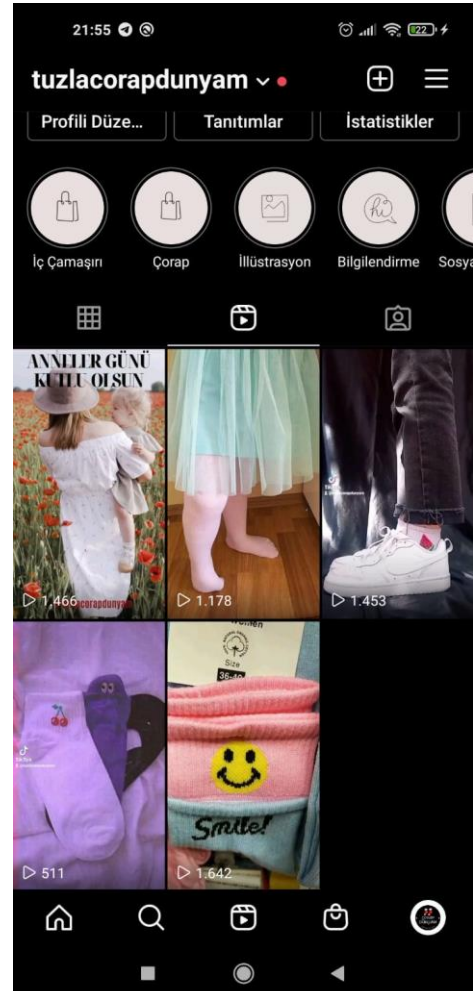 21:55
22
tuzlacorapdunyam
Profili Düze...
Tanıtımlar
İstatistikler
İç Çamaşırı
Çorap
İllüstrasyon
Bilgilendirme
Sosya
ANNELER GÜNÜ
KUTLU OLSUN
corapdunyam
1.466
1.178
1.453
Size
36-40
Smile!
511
1.642